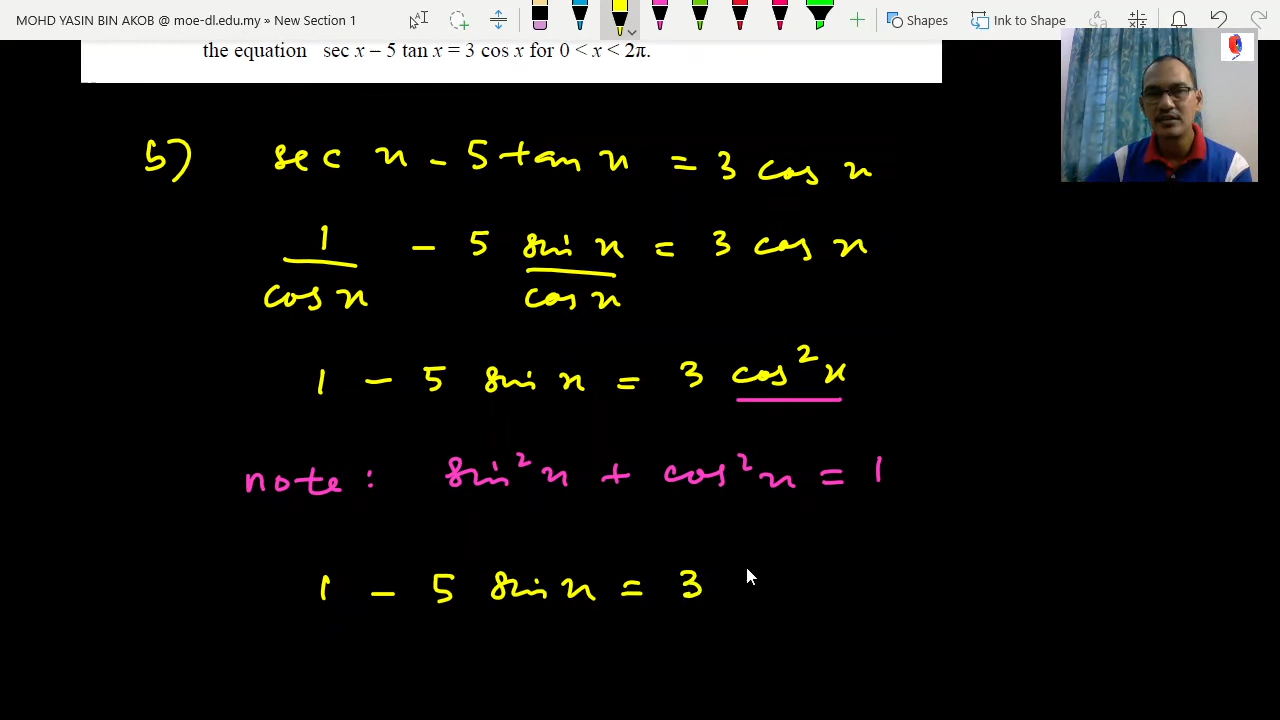 MOHD YASIN BIN AKOB @ moe-dl.edu.my » New Section 1
Shapes Ink to Shape
the equation sec x – 5 tan x = 3 cos x for 0 < x < 2π.
b) sec x - 5 tan x = 3 cos x
1/cos x - 5 sin x/cos x = 3 cos x
1 - 5 sin x = 3 cos²x
note: sin²x + cos²x = 1
1 - 5 sin x = 3